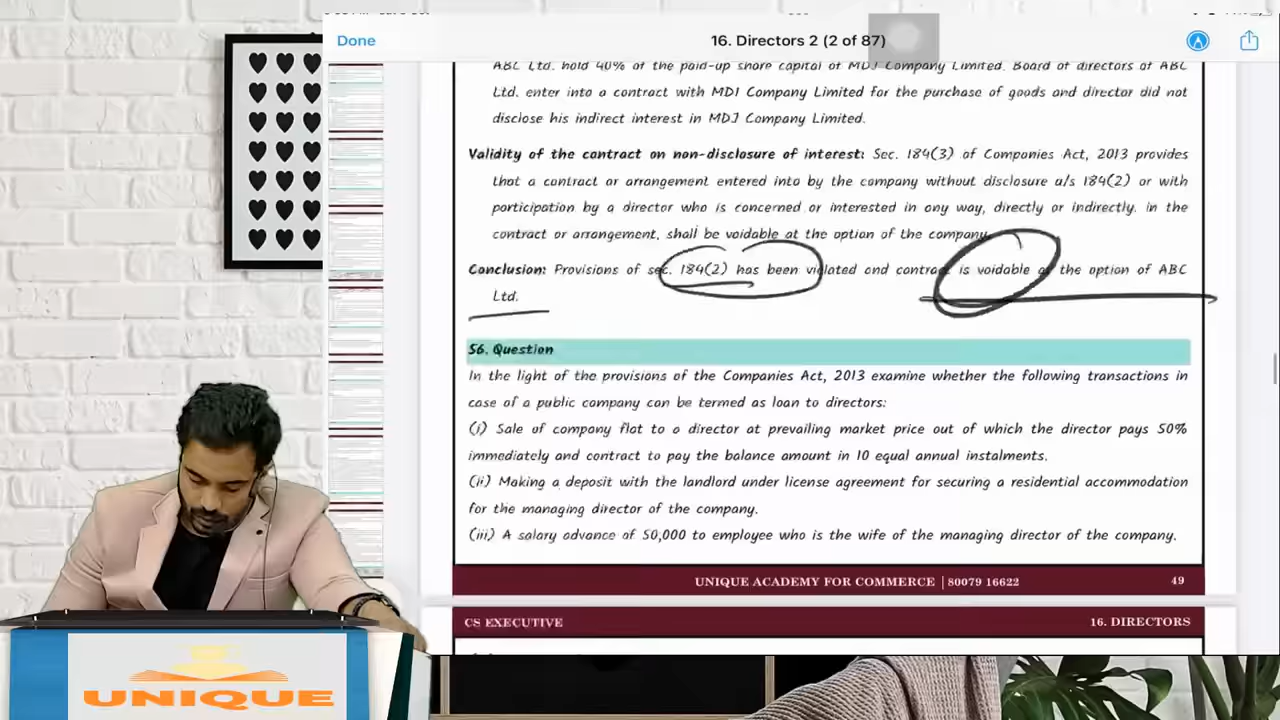 Done
16. Directors 2 (2 of 87)
ABC Ltd. hold 40% of the paid-up share capital of MDJ Company Limited. Board of directors of ABC
Ltd. enter into a contract with MDJ Company Limited for the purchase of goods and director did not
disclose his indirect interest in MDJ Company Limited.
Validity of the contract on non-disclosure of interest: Sec. 184(3) of Companies Act, 2013 provides
that a contract or arrangement entered into by the company without disclosure u/s 184(2) or with
participation by a director who is concerned or interested in any way, directly or indirectly, in the
contract or arrangement, shall be voidable at the option of the company.
Conclusion: Provisions of sec. 184(2) has been violated and contract is voidable at the option of ABC
Ltd.
56. Question
In the light of the provisions of the Companies Act, 2013 examine whether the following transactions in
case of a public company can be termed as loan to directors:
(i) Sale of company flat to a director at prevailing market price out of which the director pays 50%
immediately and contract to pay the balance amount in 10 equal annual instalments.
(ii) Making a deposit with the landlord under license agreement for securing a residential accommodation
for the managing director of the company.
(iii) A salary advance of 50,000 to employee who is the wife of the managing director of the company.
UNIQUE ACADEMY FOR COMMERCE | 80079 16622
49
CS EXECUTIVE
16. DIRECTORS
UNIQUE